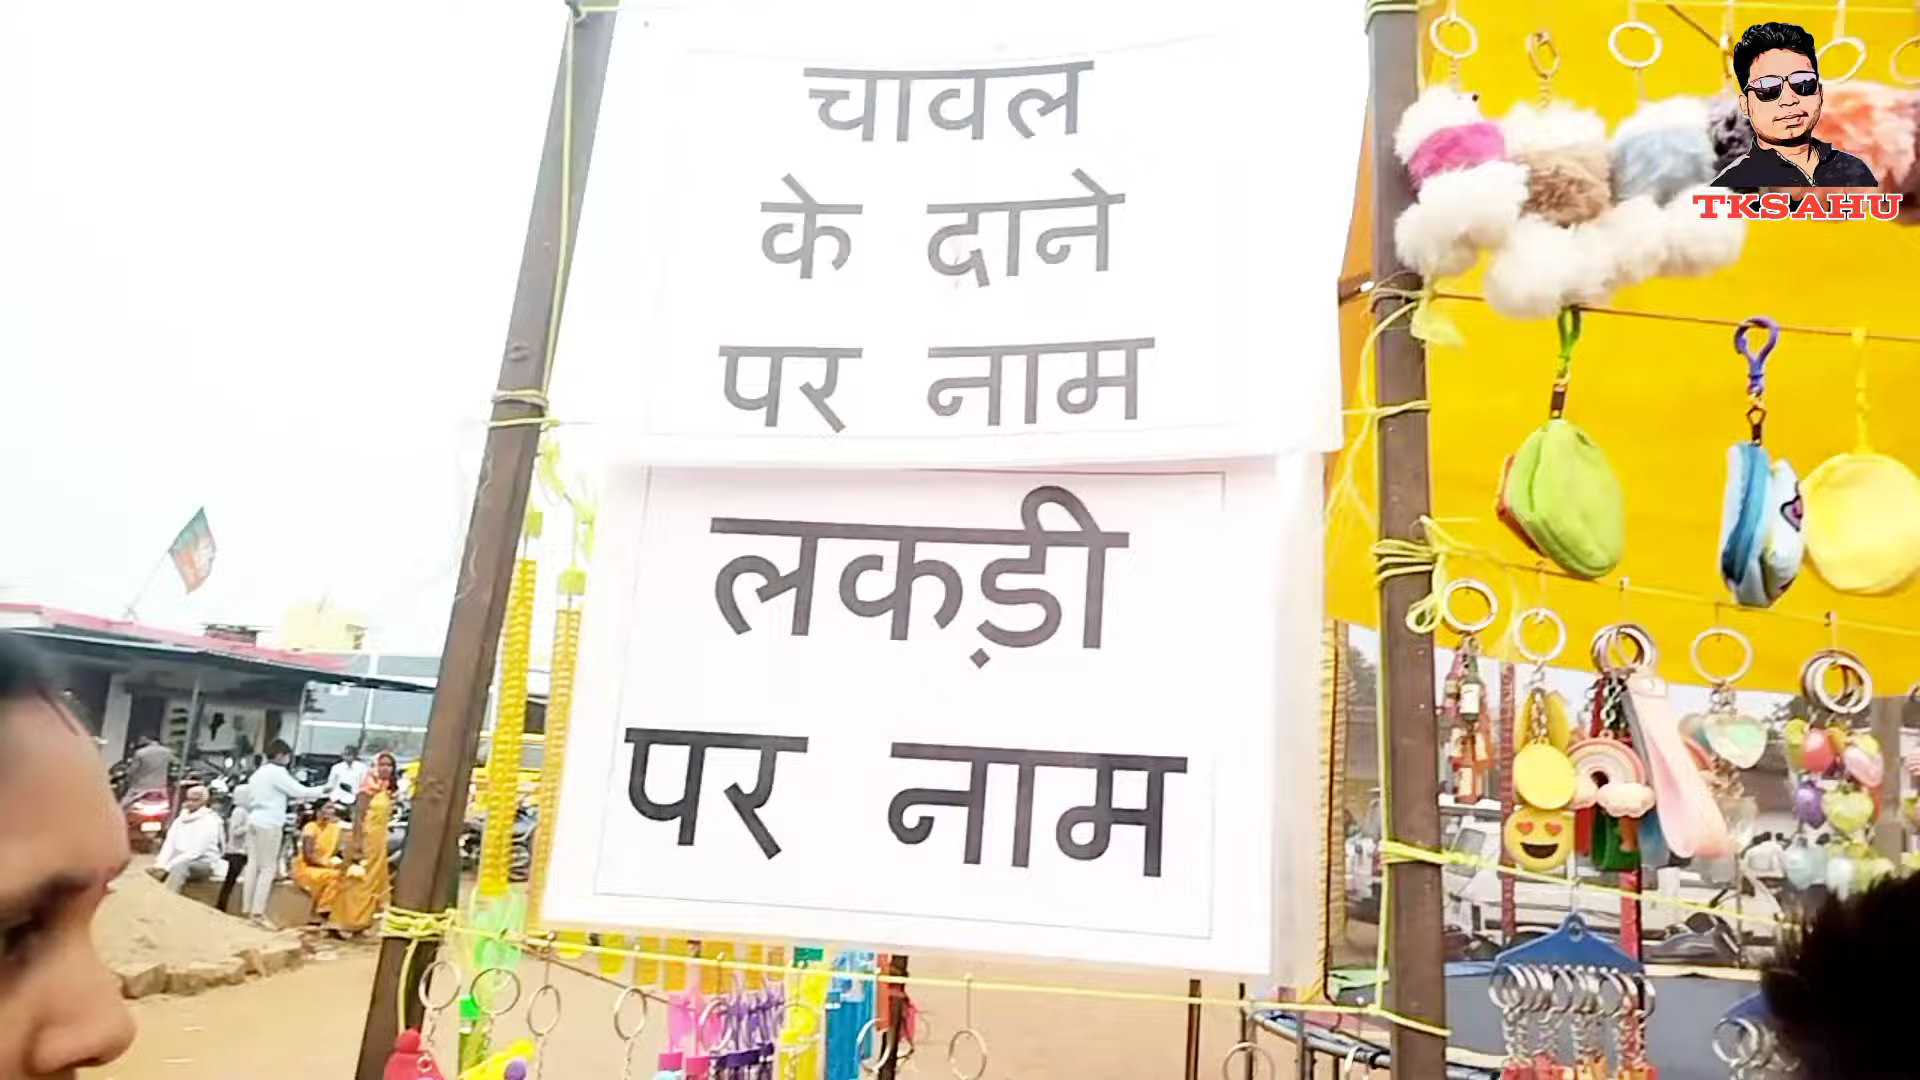 TKSAHU
चावल
के दाने
पर नाम
लकड़ी
पर नाम